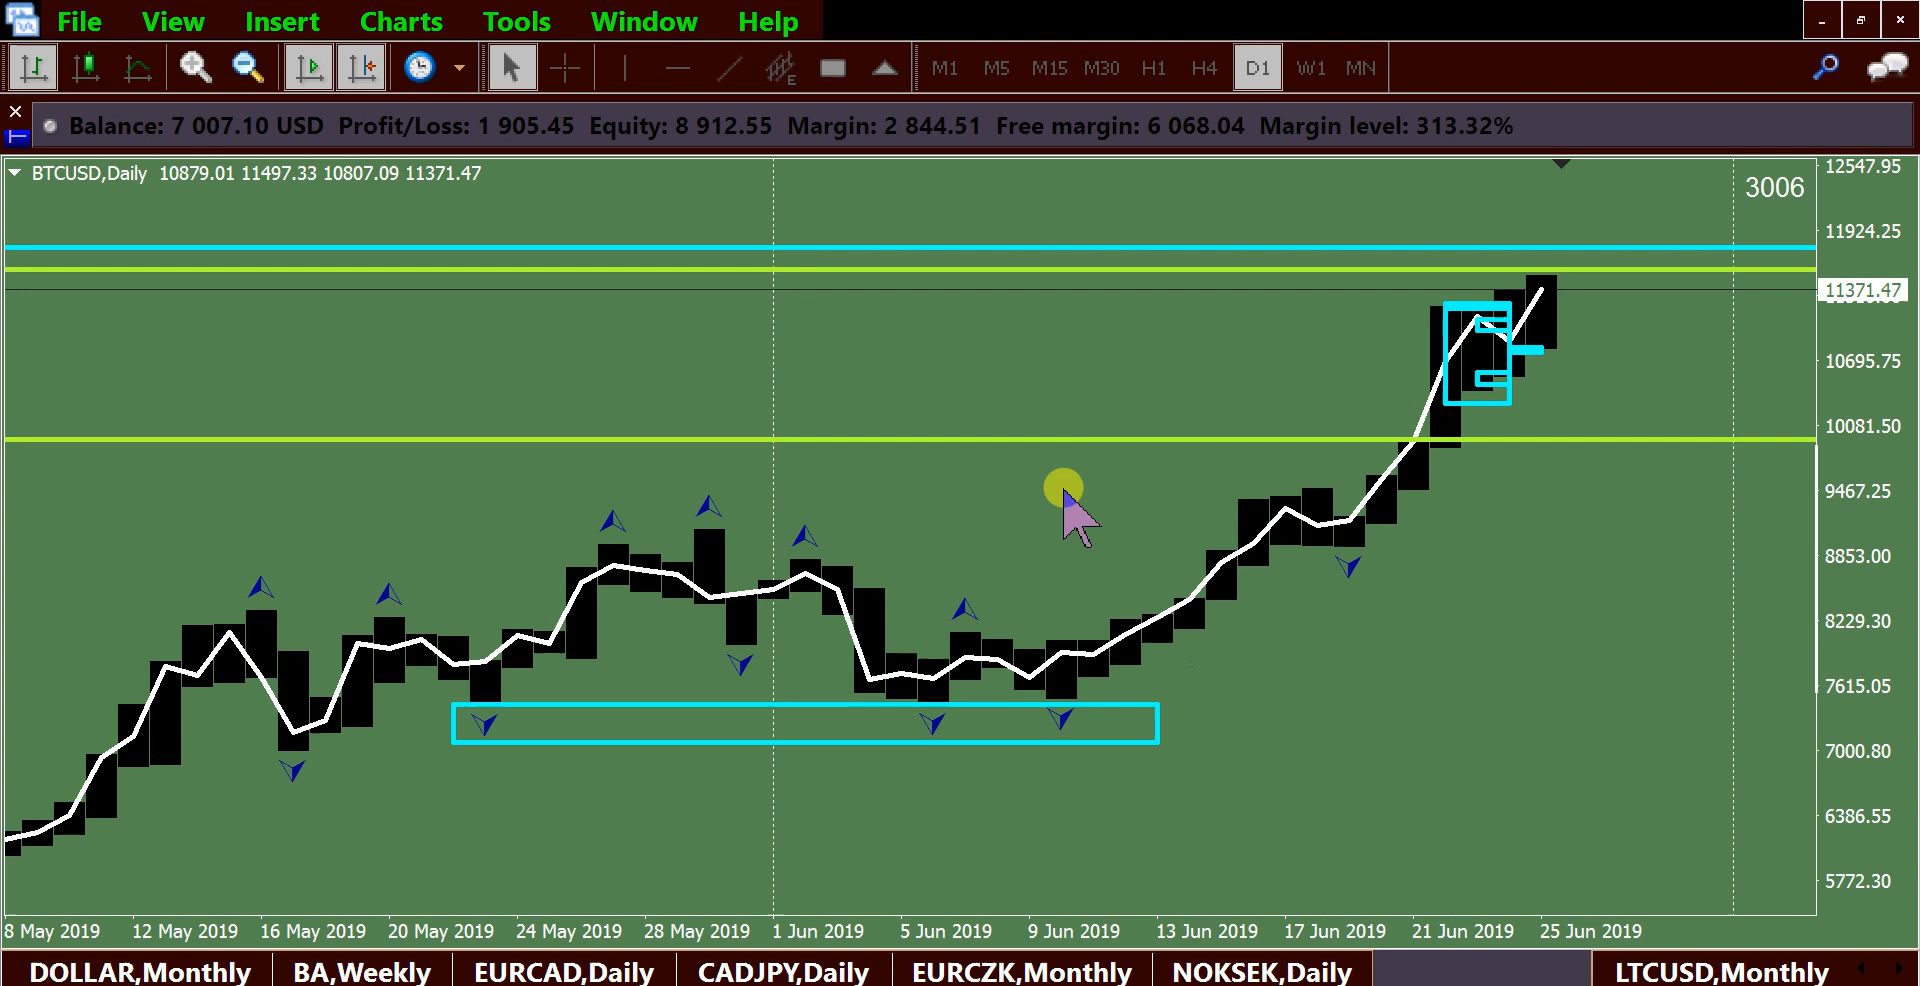 File View Insert Charts Tools Window Help
E M1 M5 M15 M30 H1 H4 D1 W1 MN
Balance: 7 007.10 USD Profit/Loss: 1 905.45 Equity: 8 912.55 Margin: 2 844.51 Free margin: 6 068.04 Margin level: 313.32%
BTCUSD,Daily 10879.01 11497.33 10807.09 11371.47
3006
12547.95
11924.25
11371.47
10695.75
10081.50
9467.25
8853.00
8229.30
7615.05
7000.80
6386.55
5772.30
8 May 2019 12 May 2019 16 May 2019 20 May 2019 24 May 2019 28 May 2019 1 Jun 2019 5 Jun 2019 9 Jun 2019 13 Jun 2019 17 Jun 2019 21 Jun 2019 25 Jun 2019
DOLLAR,Monthly BA,Weekly EURCAD,Daily CADJPY,Daily EURCZK,Monthly NOKSEK,Daily LTCUSD,Monthly